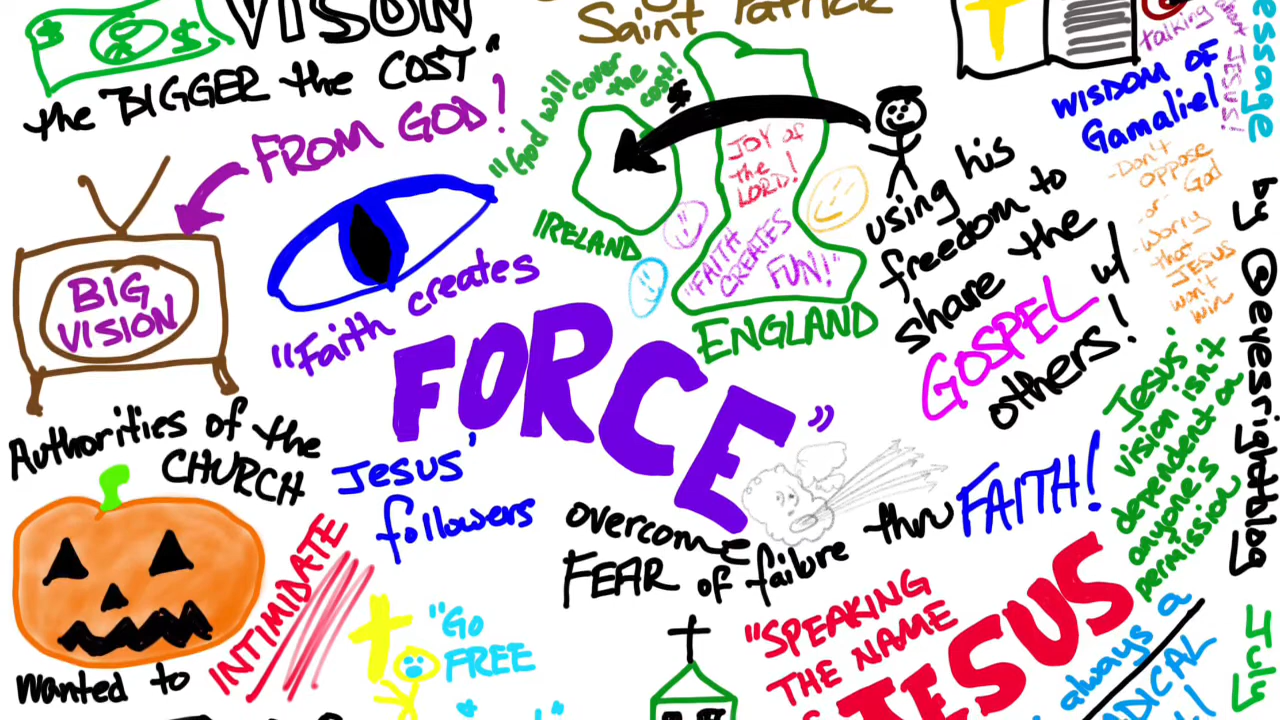 VISON
the BIGGER the COST"
FROM GOD!
BIG
VISION
$
$
Saint Patrick
"God will
cover
the
cost!
$
IRELAND
JOY of
the
LORD!
"FAITH
CREATES
FUN!"
ENGLAND
using his
freedom to
share the
GOSPEL w/
others!
talking
about JESUS!
WISDOM OF
Gamaliel
-Don't
oppose
God
-or-
-Worry
that
JESUS
won't
win
essage
by @eyesrightblog
July
"Faith creates
FORCE"
Authorities of the
CHURCH
wanted to
INTIMIDATE
Jesus'
followers
overcome
FEAR of failure
thru FAITH!
Jesus'
vision isn't
dependent on
anyone's
permission
"Go
FREE
"SPEAKING
THE NAME
JESUS
always a